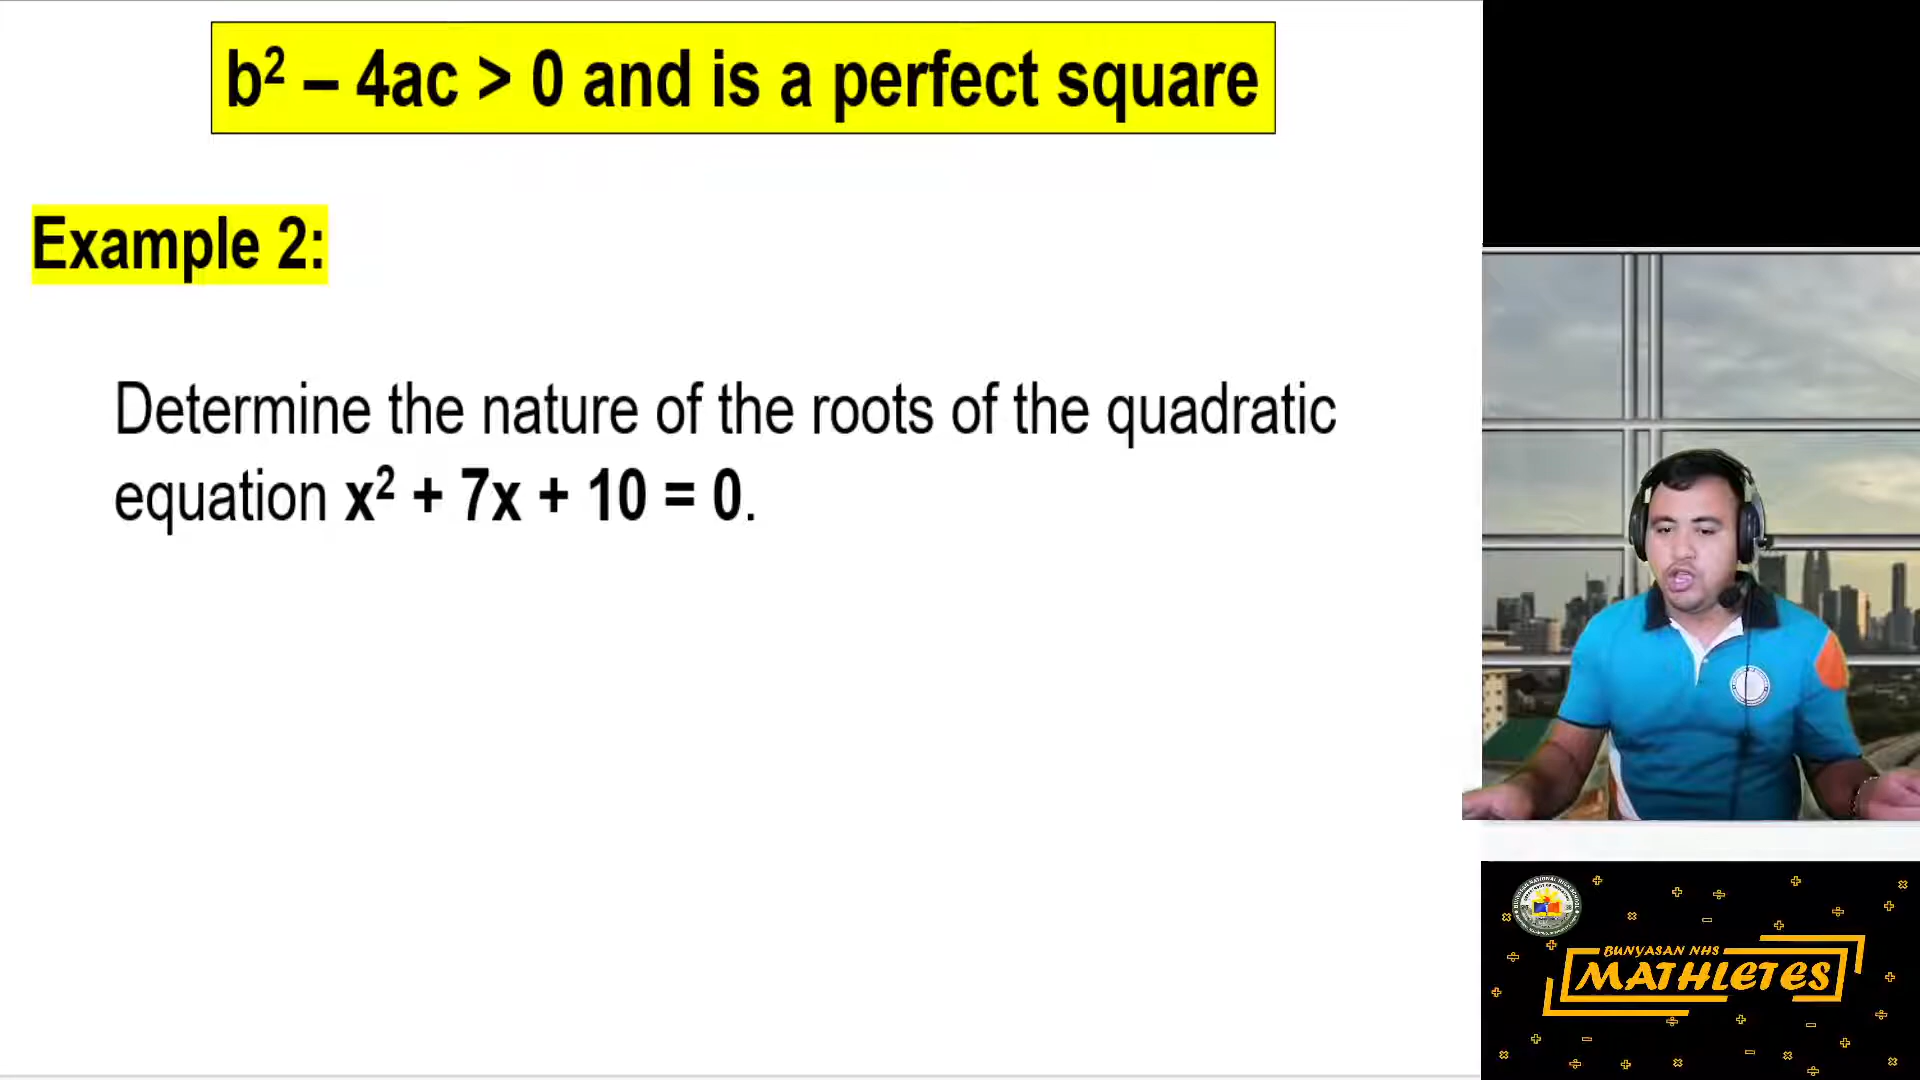 b² – 4ac > 0 and is a perfect square
Example 2:
Determine the nature of the roots of the quadratic
equation x² + 7x + 10 = 0.
BUNYASAN NHS
MATHLETES